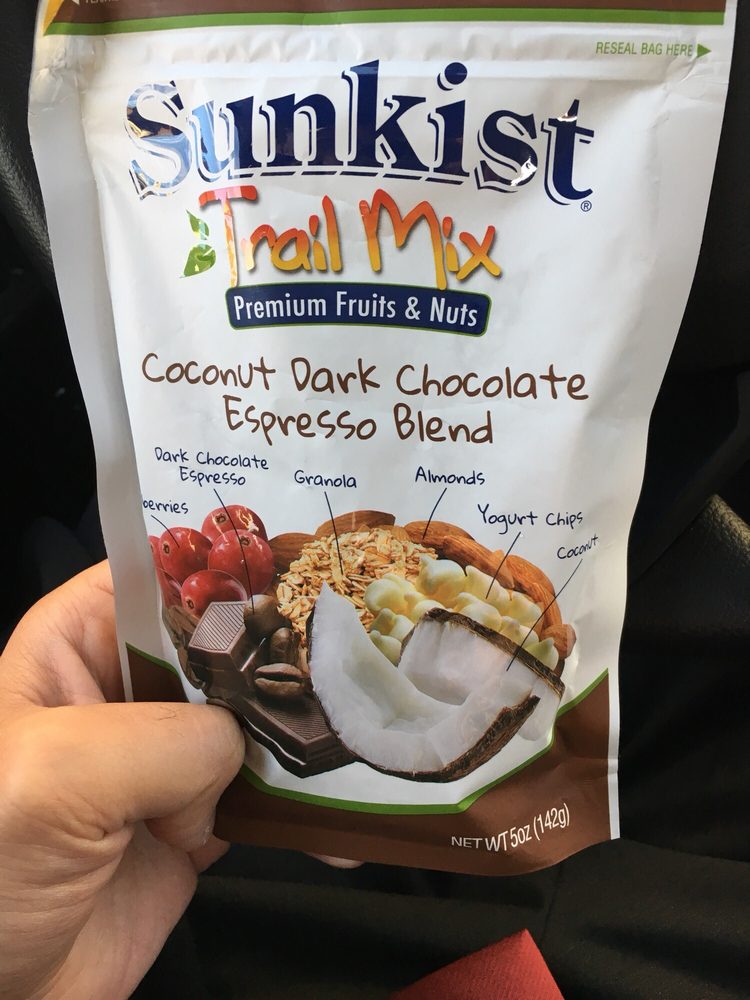 RESEAL BAG HERE
Sunkist®
Trail Mix
Premium Fruits & Nuts
Coconut Dark Chocolate
Espresso Blend
Dark Chocolate
Espresso
Granola
Almonds
berries
Yogurt Chips
Coconut
NET WT 5oz (142g)